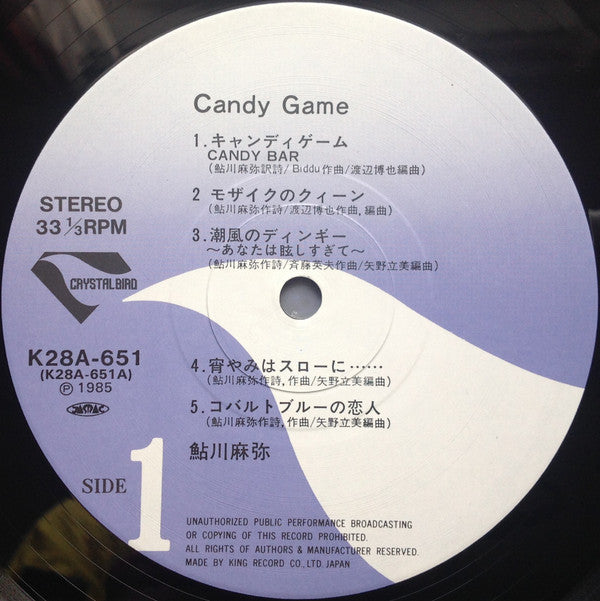 Candy Game
1.キャンディゲーム
CANDY BAR
(鮎川麻弥訳詩/Biddu作曲/渡辺博也編曲)
2 モザイクのクィーン
(鮎川麻弥作詩/渡辺博也作曲,編曲)
3.潮風のディンギー
〜あなたは眩しすぎて〜
(鮎川麻弥作詩/斉藤英夫作曲/矢野立美編曲)
STEREO
33 1/3 RPM
CRYSTALBIRD
K28A-651
(K28A-651A)
Ⓟ 1985
JASRAC
4.宵やみはスローに……
(鮎川麻弥作詩,作曲/矢野立美編曲)
5.コバルトブルーの恋人
(鮎川麻弥作詩,作曲/矢野立美編曲)
鮎川麻弥
SIDE 1
UNAUTHORIZED PUBLIC PERFORMANCE BROADCASTING
OR COPYING OF THIS RECORD PROHIBITED.
ALL RIGHTS OF AUTHORS & MANUFACTURER RESERVED.
MADE BY KING RECORD CO.,LTD. JAPAN